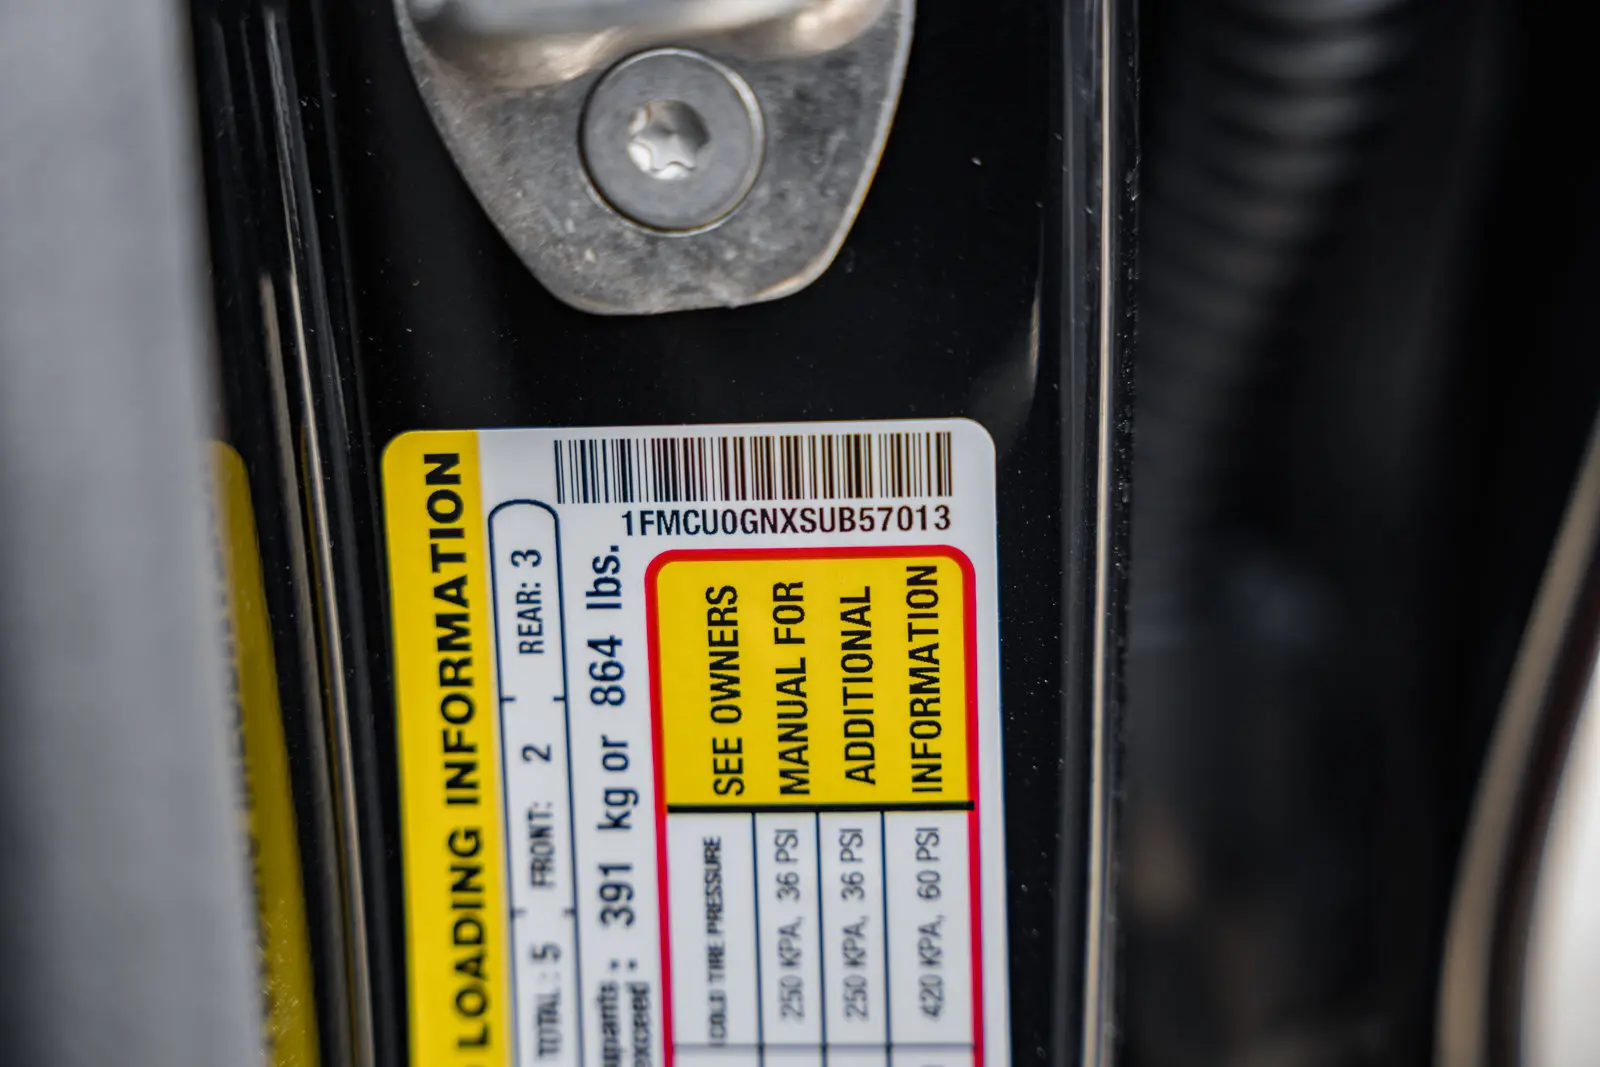 1FMCU0GNXSUB57013
LOADING INFORMATION
TOTAL : 5 FRONT: 2 REAR: 3
exceed : 391 kg or 864 lbs.
SEE OWNERS
MANUAL FOR
ADDITIONAL
INFORMATION
COLD TIRE PRESSURE
250 KPA, 36 PSI
250 KPA, 36 PSI
420 KPA, 60 PSI